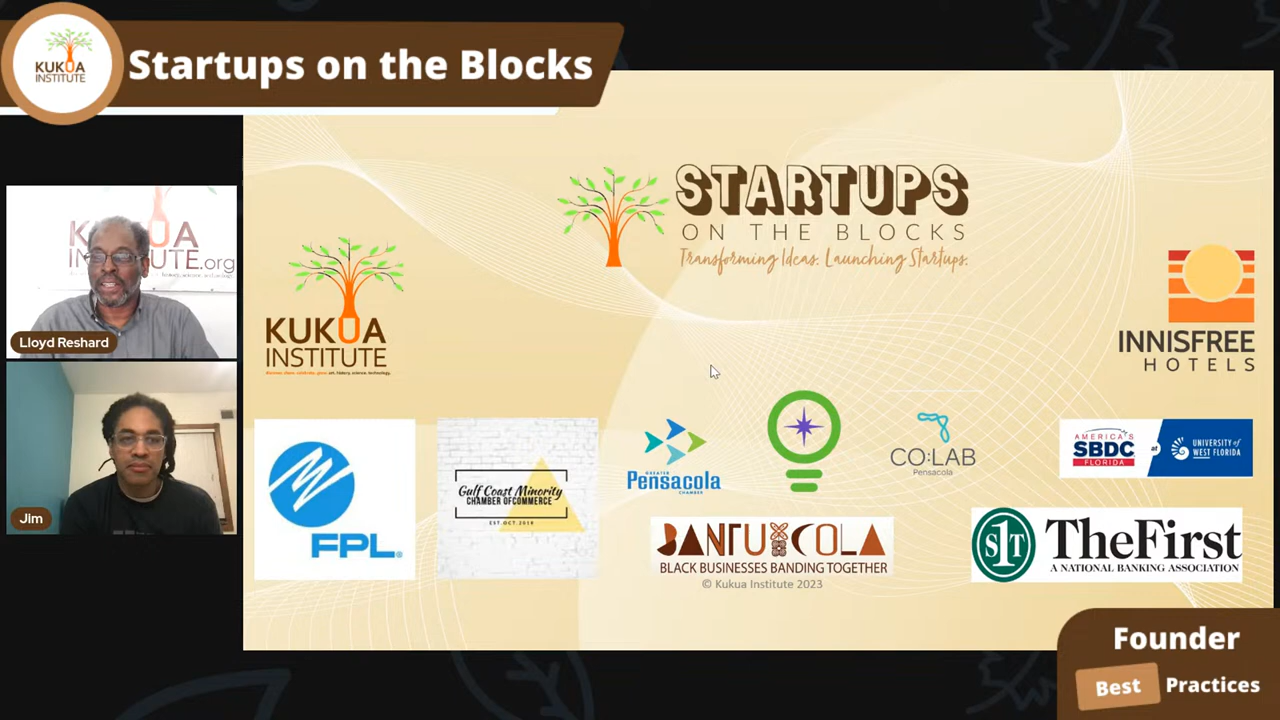 KUKUA
INSTITUTE
Startups on the Blocks
KUKUA
INSTITUTE.org
Lloyd Reshard
Jim
STARTUPS
ON THE BLOCKS
Transforming Ideas. Launching Startups.
KUKUA
INSTITUTE
INNISFREE
HOTELS
FPL
Gulf Coast Minority
CHAMBER OF COMMERCE
EST.OCT.2019
GREATER
Pensacola
CHAMBER
CO:LAB
Pensacola
AMERICA'S
SBDC
FLORIDA
at
UNIVERSITY of
WEST FLORIDA
BANTUCOLA
BLACK BUSINESSES BANDING TOGETHER
© Kukua Institute 2023
1ST
TheFirst
A NATIONAL BANKING ASSOCIATION
Founder
Best Practices